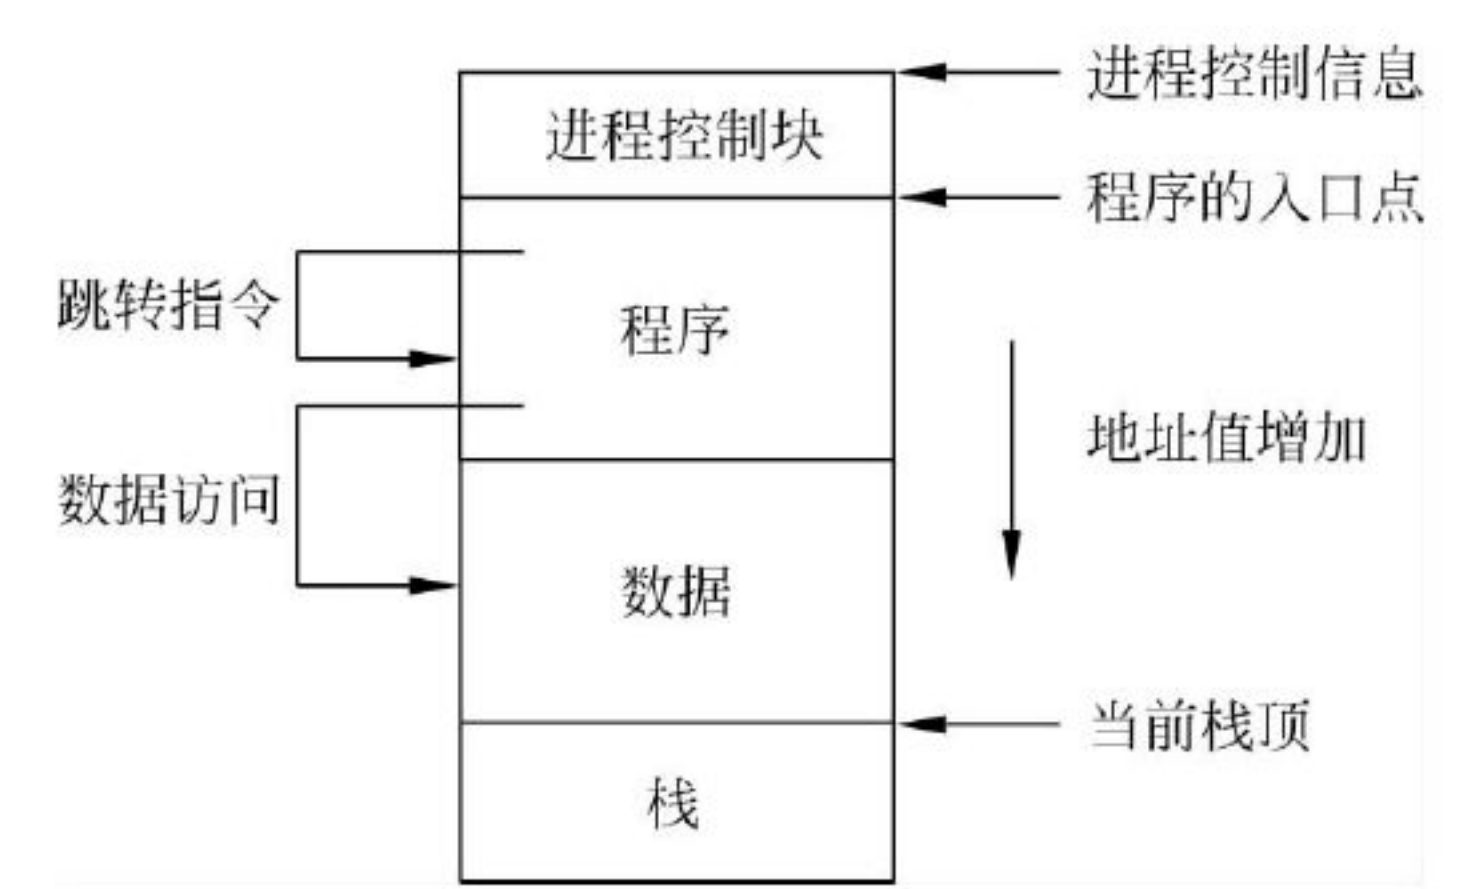 进程控制信息
进程控制块
程序的入口点
跳转指令
程序
地址值增加
数据访问
数据
当前栈顶
栈